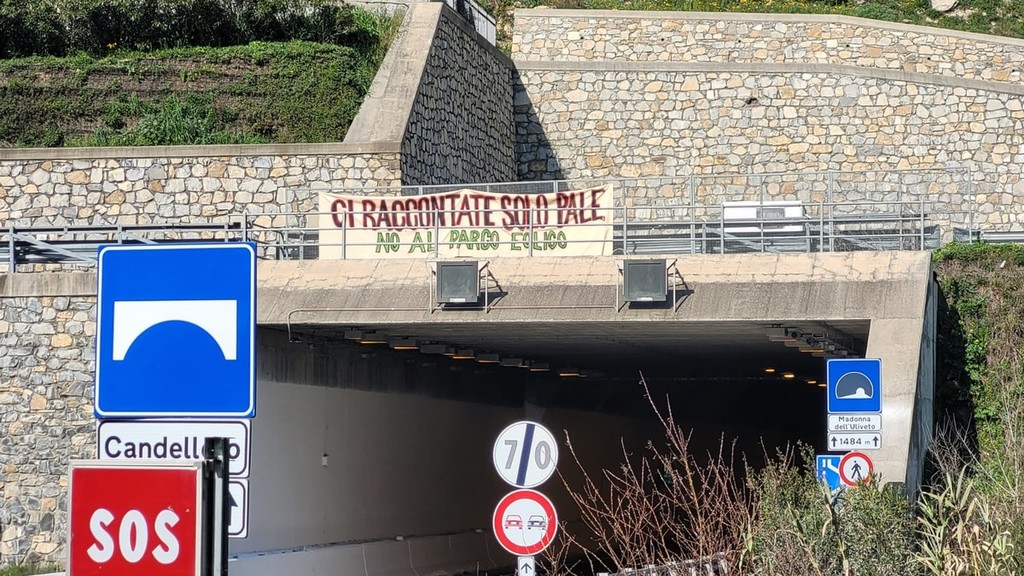 CI RACCONTATE SOLO PALE
NO AL PARCO EOLICO
Madonna
dell'Uliveto
1484 m
70
SOS